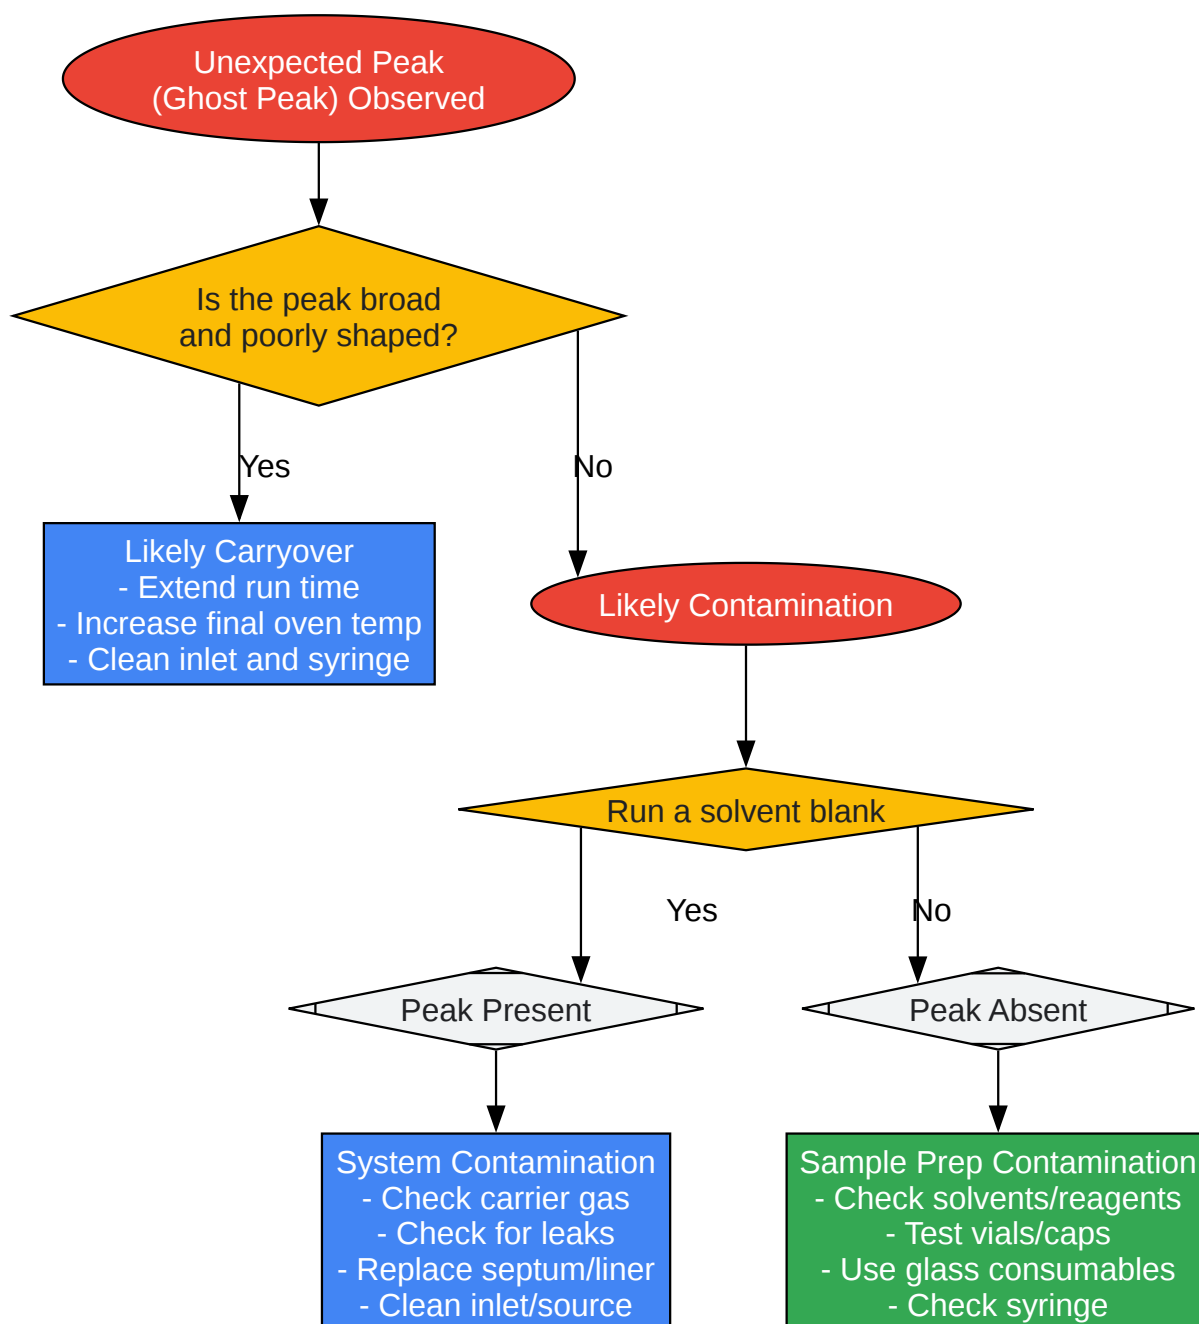 Unexpected Peak
(Ghost Peak) Observed
Is the peak broad
and poorly shaped?
Yes
No
Likely Carryover
- Extend run time
- Increase final oven temp
- Clean inlet and syringe
Likely Contamination
Run a solvent blank
Yes
No
Peak Present
Peak Absent
System Contamination
- Check carrier gas
- Check for leaks
- Replace septum/liner
- Clean inlet/source
Sample Prep Contamination
- Check solvents/reagents
- Test vials/caps
- Use glass consumables
- Check syringe